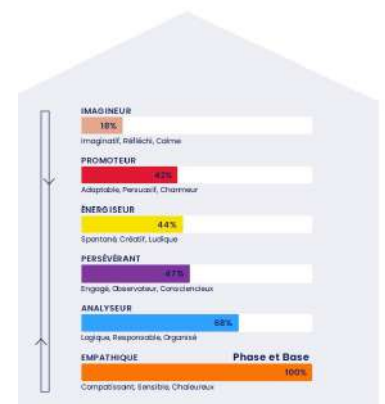 IMAGINEUR
18%
Imaginatif, Réfléchi, Calme
PROMOTEUR
42%
Adaptable, Persuasif, Charmeur
ÉNERGISEUR
44%
Spontané, Créatif, Ludique
PERSÉVÉRANT
47%
Engagé, Observateur, Consciencieux
ANALYSEUR
68%
Logique, Responsable, Organisé
EMPATHIQUE Phase et Base
100%
Compatissant, Sensible, Chaleureux